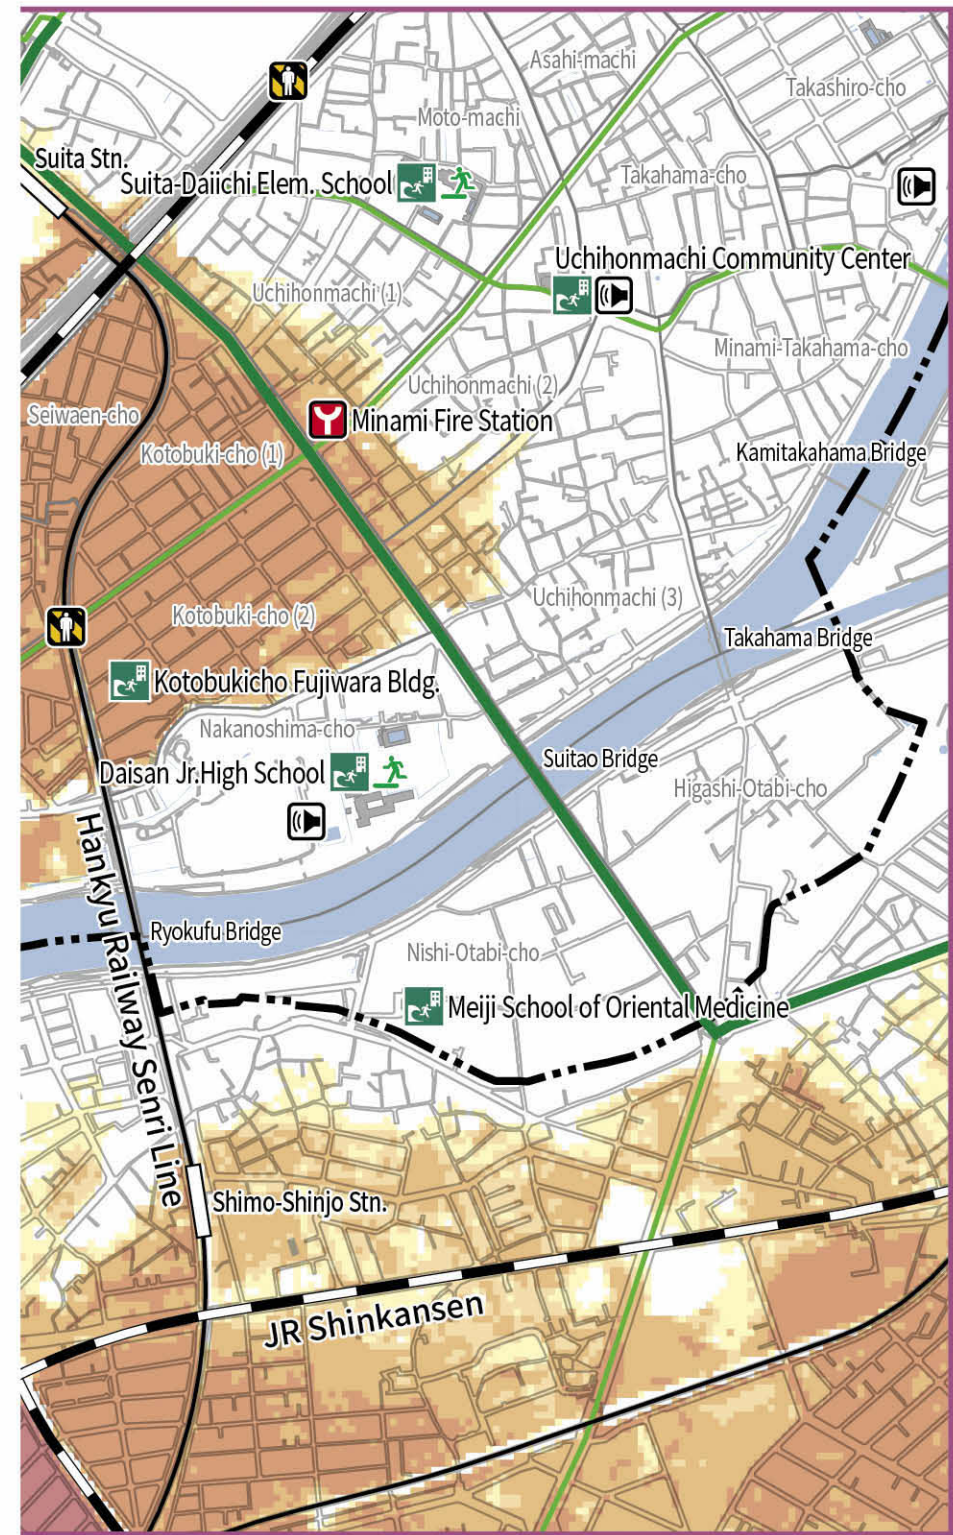 Asahi-machi
Takashiro-cho
Moto-machi
Suita Stn.
Suita-Daiichi Elem. School
Takahama-cho
Uchihonmachi Community Center
Uchihonmachi (1)
Minami-Takahama-cho
Uchihonmachi (2)
Seiwaen-cho
Minami Fire Station
Kotobuki-cho (1)
Kamitakahama Bridge
Uchihonmachi (3)
Kotobuki-cho (2)
Takahama Bridge
Kotobukicho Fujiwara Bldg.
Nakanoshima-cho
Suitao Bridge
Daisan Jr.High School
Higashi-Otabi-cho
Hankyu Railway Senri Line
Ryokufu Bridge
Nishi-Otabi-cho
Meiji School of Oriental Medicine
Shimo-Shinjo Stn.
JR Shinkansen